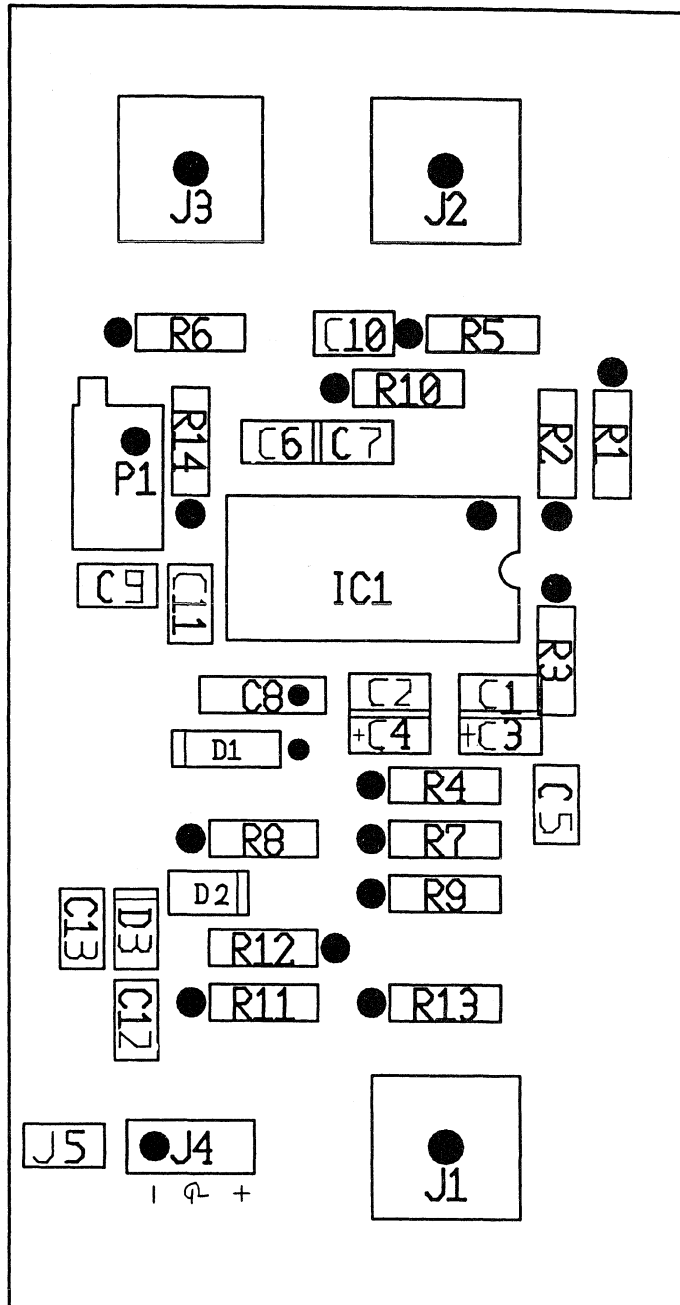 J3 J2
R6 C10 R5
R10
R14 C6 C7 R2 R1
P1
C9 C11 IC1
R3
C8 C2 C1
D1 +C4 +C3
R4
C5
R8 R7
D2 R9
C13 D3
R12
C12 R11 R13
J5 J4 J1
- +